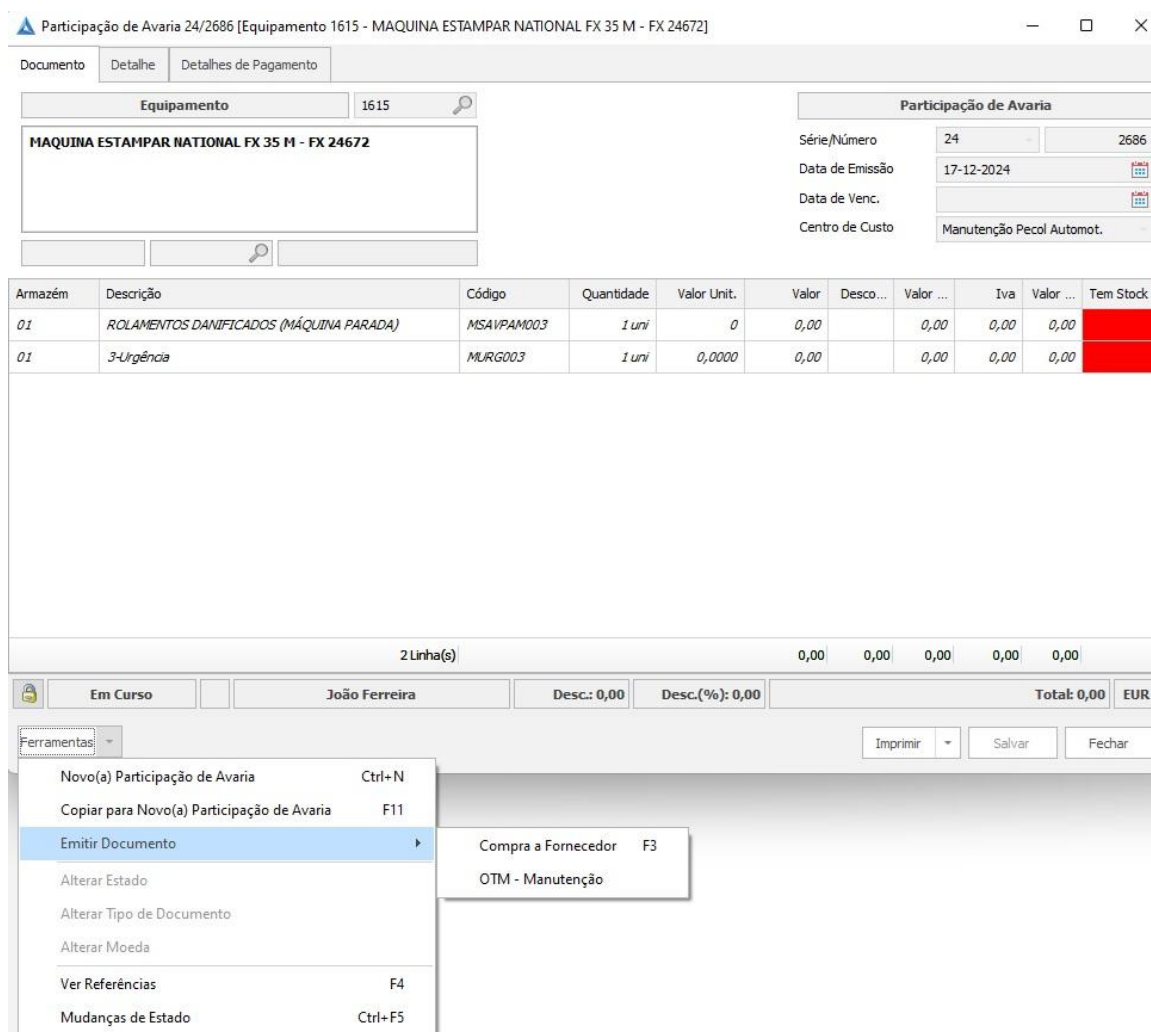 Participação de Avaria 24/2686 [Equipamento 1615 - MAQUINA ESTAMPAR NATIONAL FX 35 M - FX 24672]
Documento Detalhe Detalhes de Pagamento
Equipamento 1615 Participação de Avaria
MAQUINA ESTAMPAR NATIONAL FX 35 M - FX 24672
Série/Número 24 2686
Data de Emissão 17-12-2024
Data de Venc.
Centro de Custo Manutenção Pecol Automot.
Armazém Descrição Código Quantidade Valor Unit. Valor Desco... Valor ... Iva Valor ... Tem Stock
01 ROLAMENTOS DANIFICADOS (MÁQUINA PARADA) MSAVPAM003 1 uni 0 0,00 0,00 0,00 0,00
01 3-Urgência MURG003 1 uni 0,0000 0,00 0,00 0,00 0,00
2 Linha(s) 0,00 0,00 0,00 0,00 0,00
Em Curso João Ferreira Desc.: 0,00 Desc.(%): 0,00 Total: 0,00 EUR
Ferramentas Imprimir Salvar Fechar
Novo(a) Participação de Avaria Ctrl+N
Copiar para Novo(a) Participação de Avaria F11
Emitir Documento
Compra a Fornecedor F3
OTM - Manutenção
Alterar Estado
Alterar Tipo de Documento
Alterar Moeda
Ver Referências F4
Mudanças de Estado Ctrl+F5